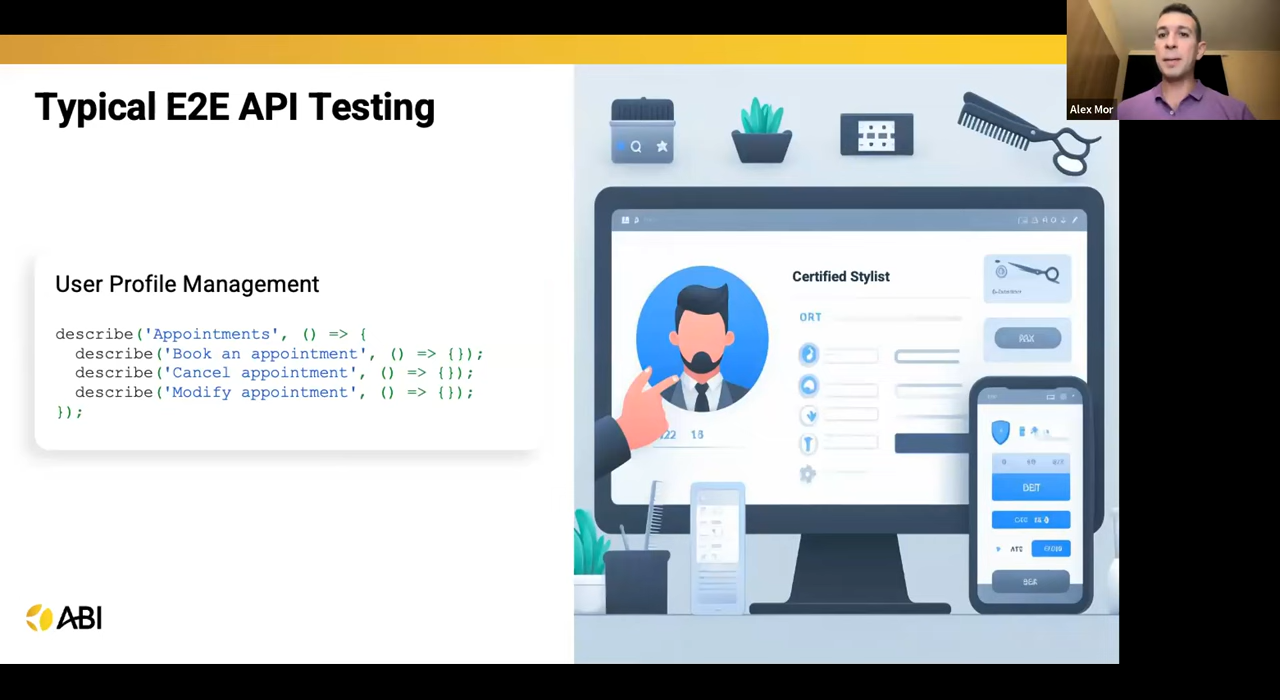 Typical E2E API Testing
Alex Mor
User Profile Management
describe('Appointments', () => {
describe('Book an appointment', () => {});
describe('Cancel appointment', () => {});
describe('Modify appointment', () => {});
});
ABI
Certified Stylist
ORT